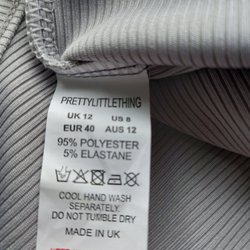 PRETTYLITTLETHING
UK 12 US 8
EUR 40 AUS 12
95% POLYESTER
5% ELASTANE
COOL HAND WASH
SEPARATELY.
DO NOT TUMBLE DRY
MADE IN UK